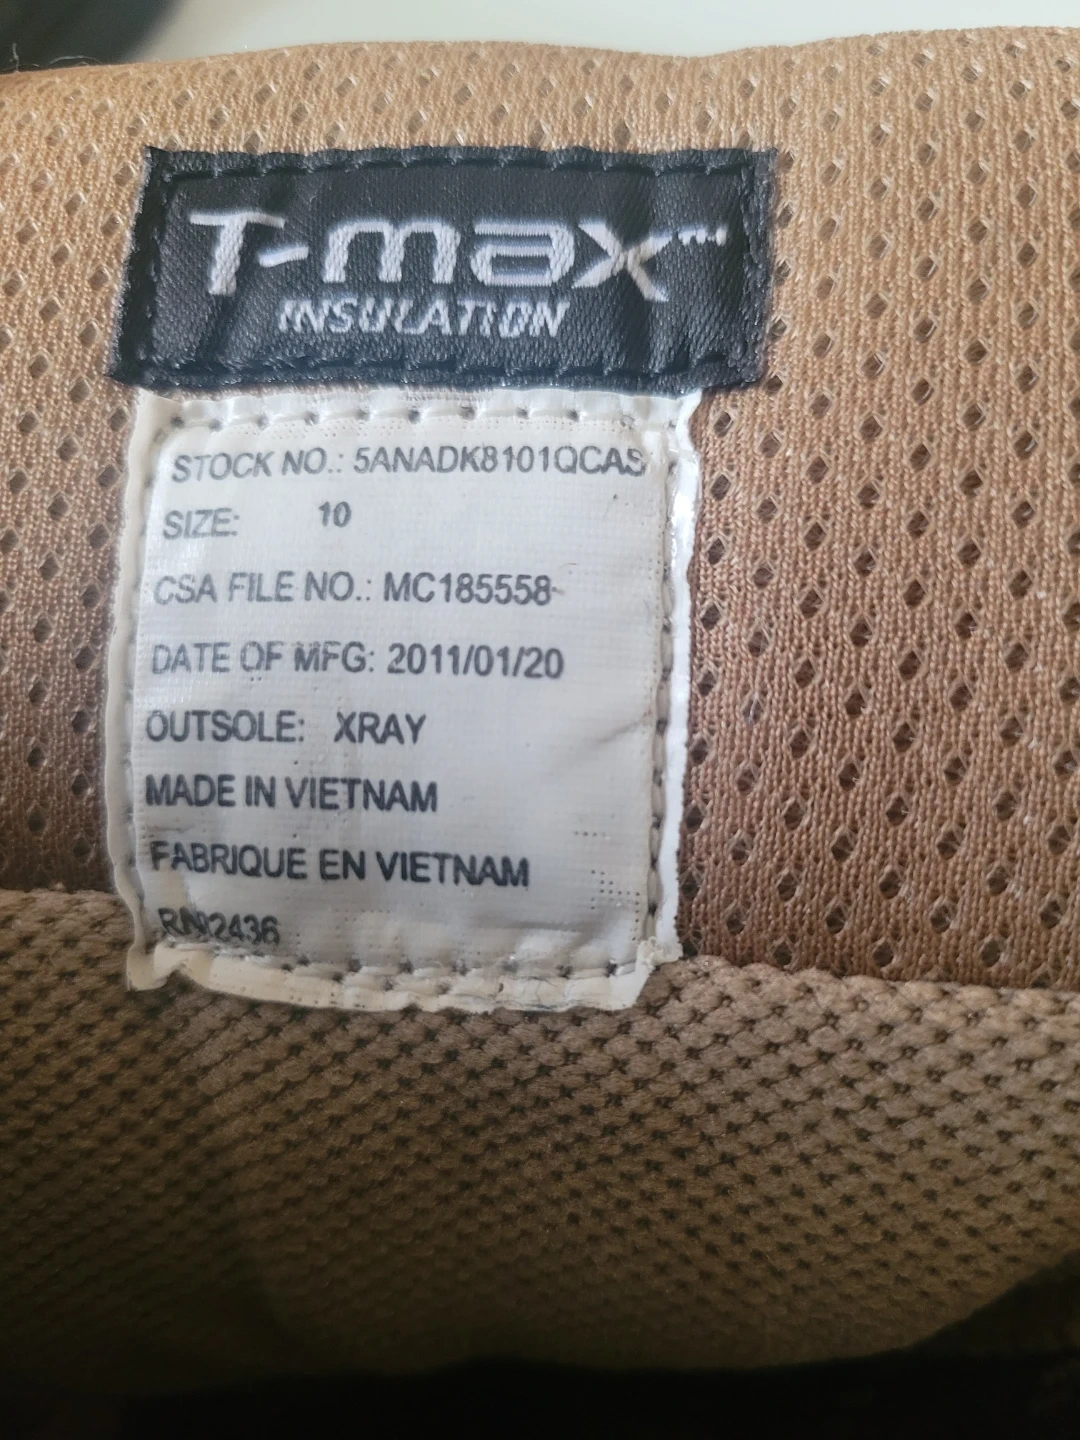 T-max™
INSULATION
STOCK NO.: 5ANADK8101QCAS
SIZE: 10
CSA FILE NO.: MC185558
DATE OF MFG: 2011/01/20
OUTSOLE: XRAY
MADE IN VIETNAM
FABRIQUE EN VIETNAM